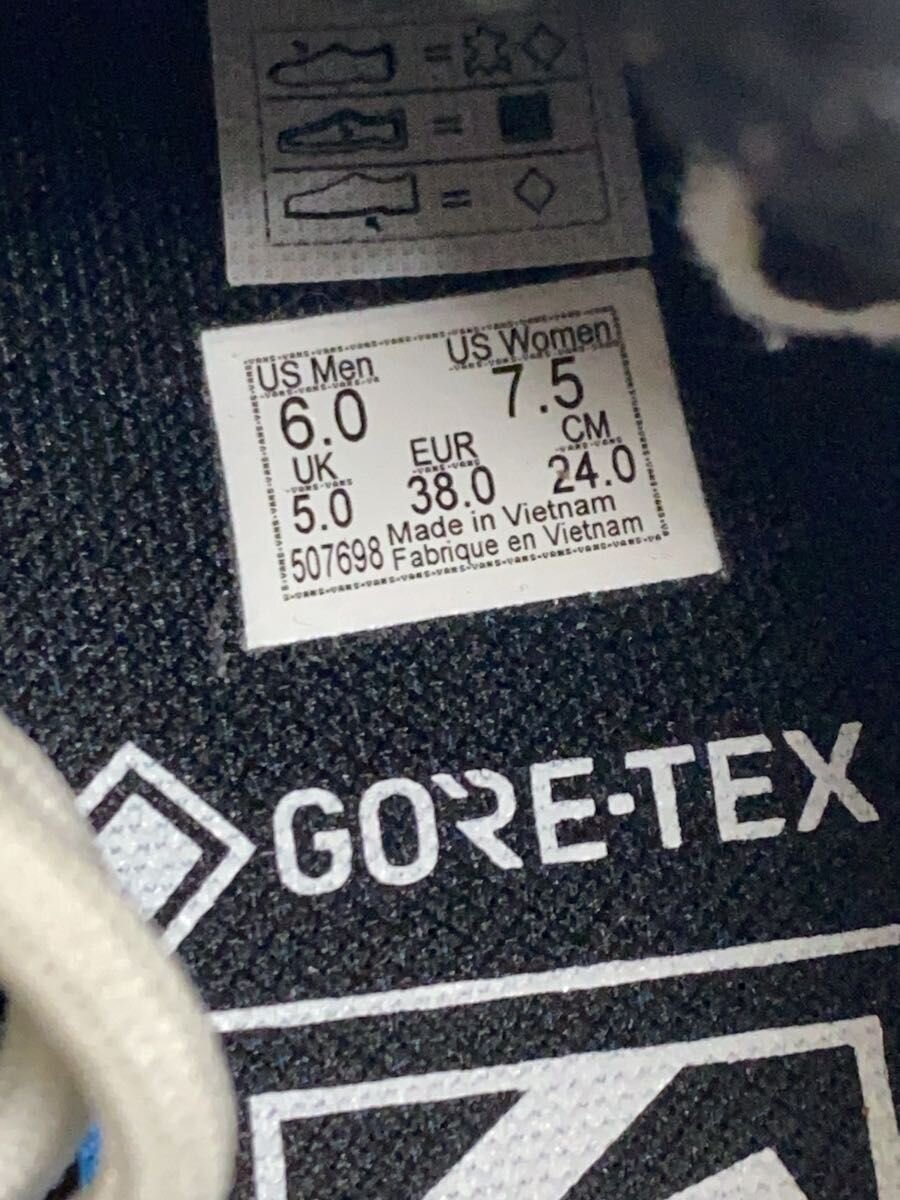 US Men US Women
6.0 7.5
UK EUR CM
5.0 38.0 24.0
507698 Made in Vietnam
Fabrique en Vietnam
GORE-TEX